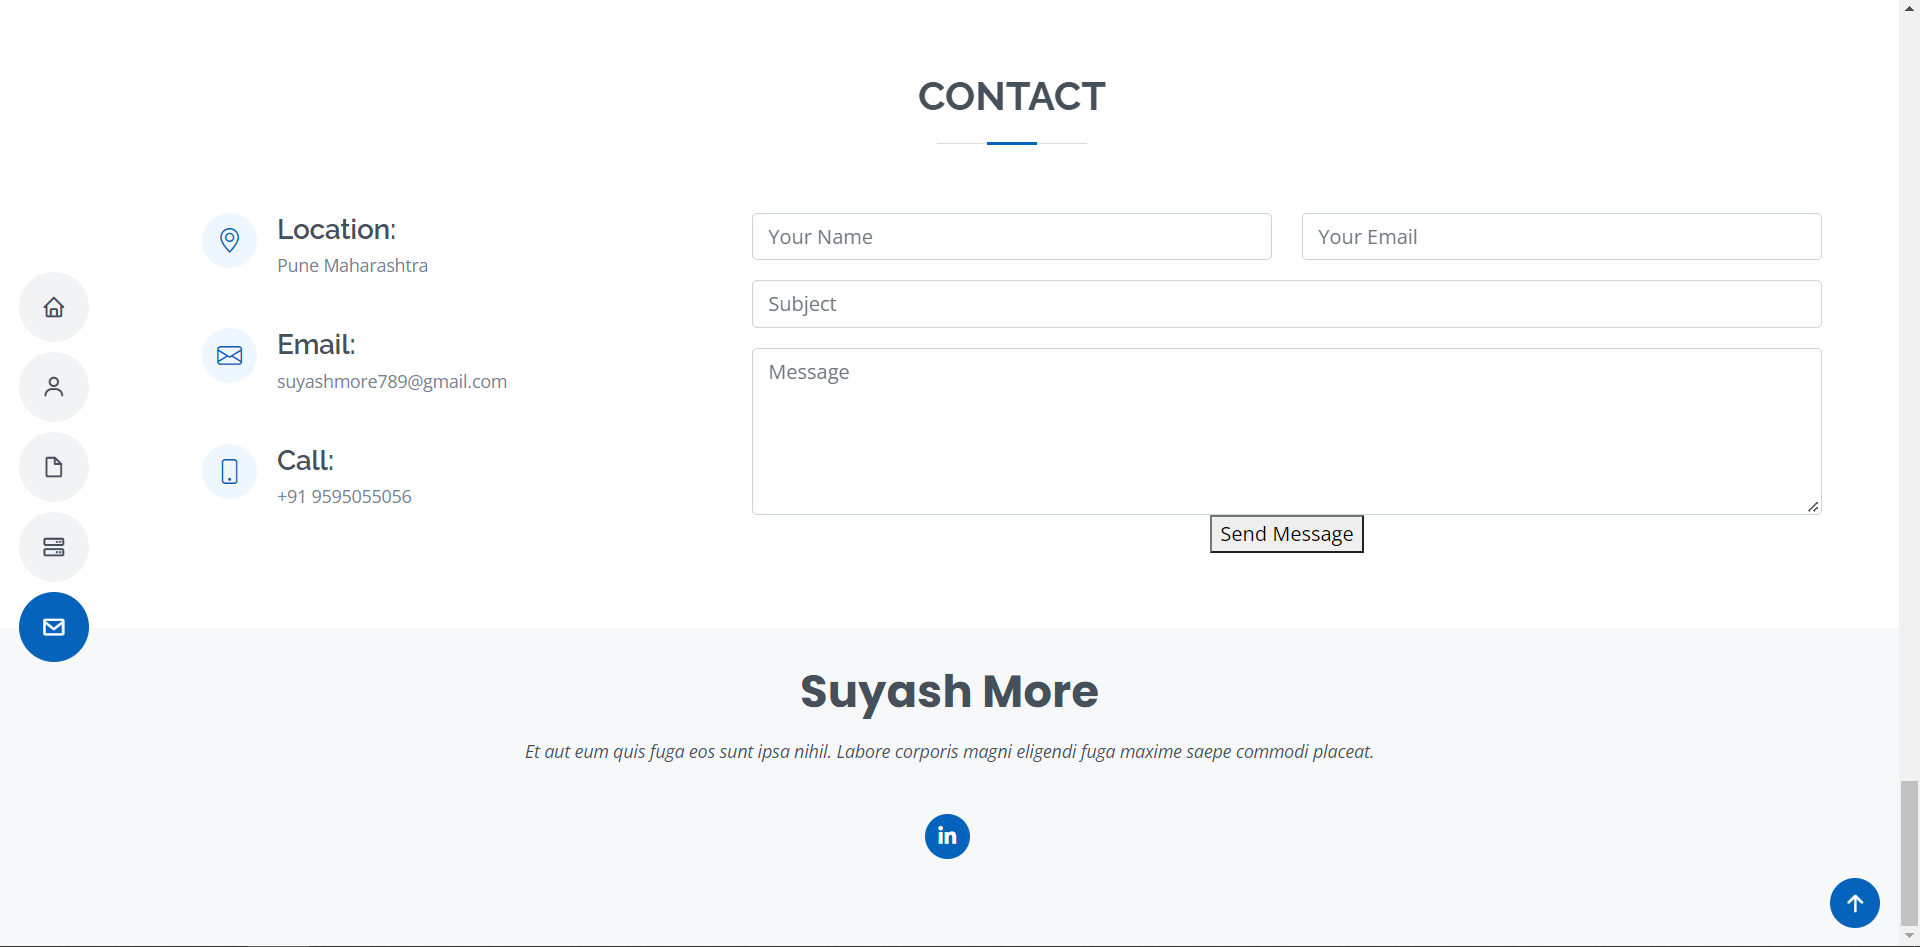 CONTACT
Location:
Pune Maharashtra
Email:
suyashmore789@gmail.com
Call:
+91 9595055056
Your Name
Your Email
Subject
Message
Send Message
Suyash More
Et aut eum quis fuga eos sunt ipsa nihil. Labore corporis magni eligendi fuga maxime saepe commodi placeat.
in